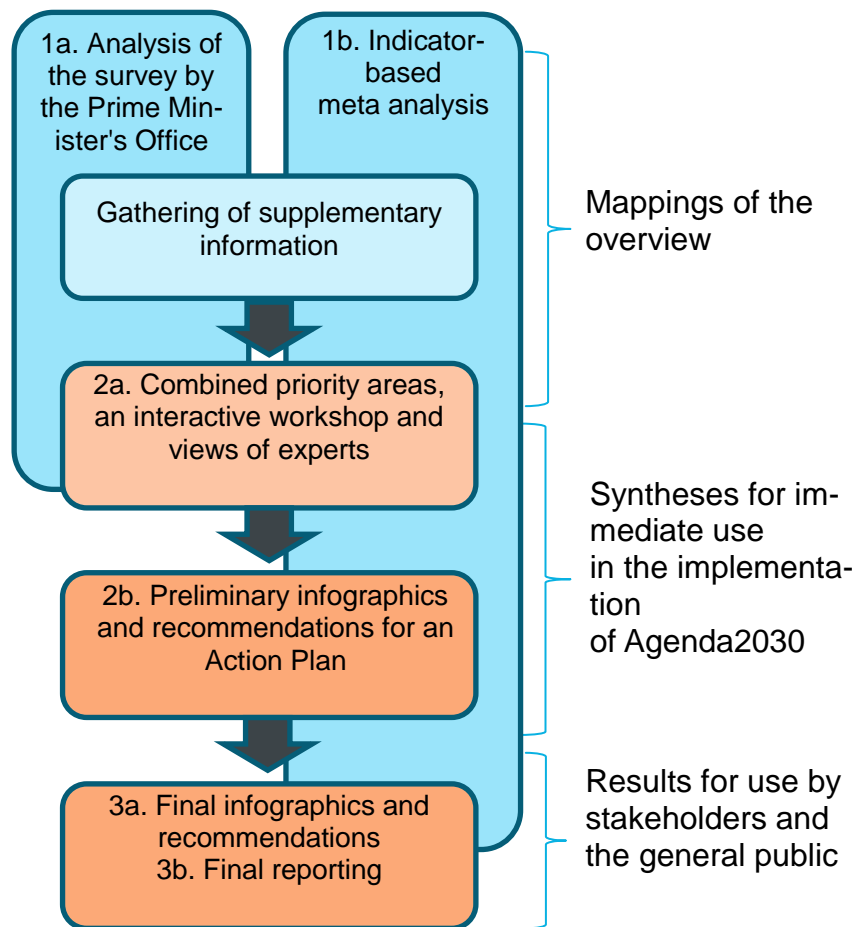 1a. Analysis of
the survey by
the Prime Min-
ister's Office
1b. Indicator-
based
meta analysis
Gathering of supplementary
information
Mappings of the
overview
2a. Combined priority areas,
an interactive workshop and
views of experts
Syntheses for im-
mediate use
in the implementa-
tion
of Agenda2030
2b. Preliminary infographics
and recommendations for an
Action Plan
3a. Final infographics and
recommendations
3b. Final reporting
Results for use by
stakeholders and
the general public